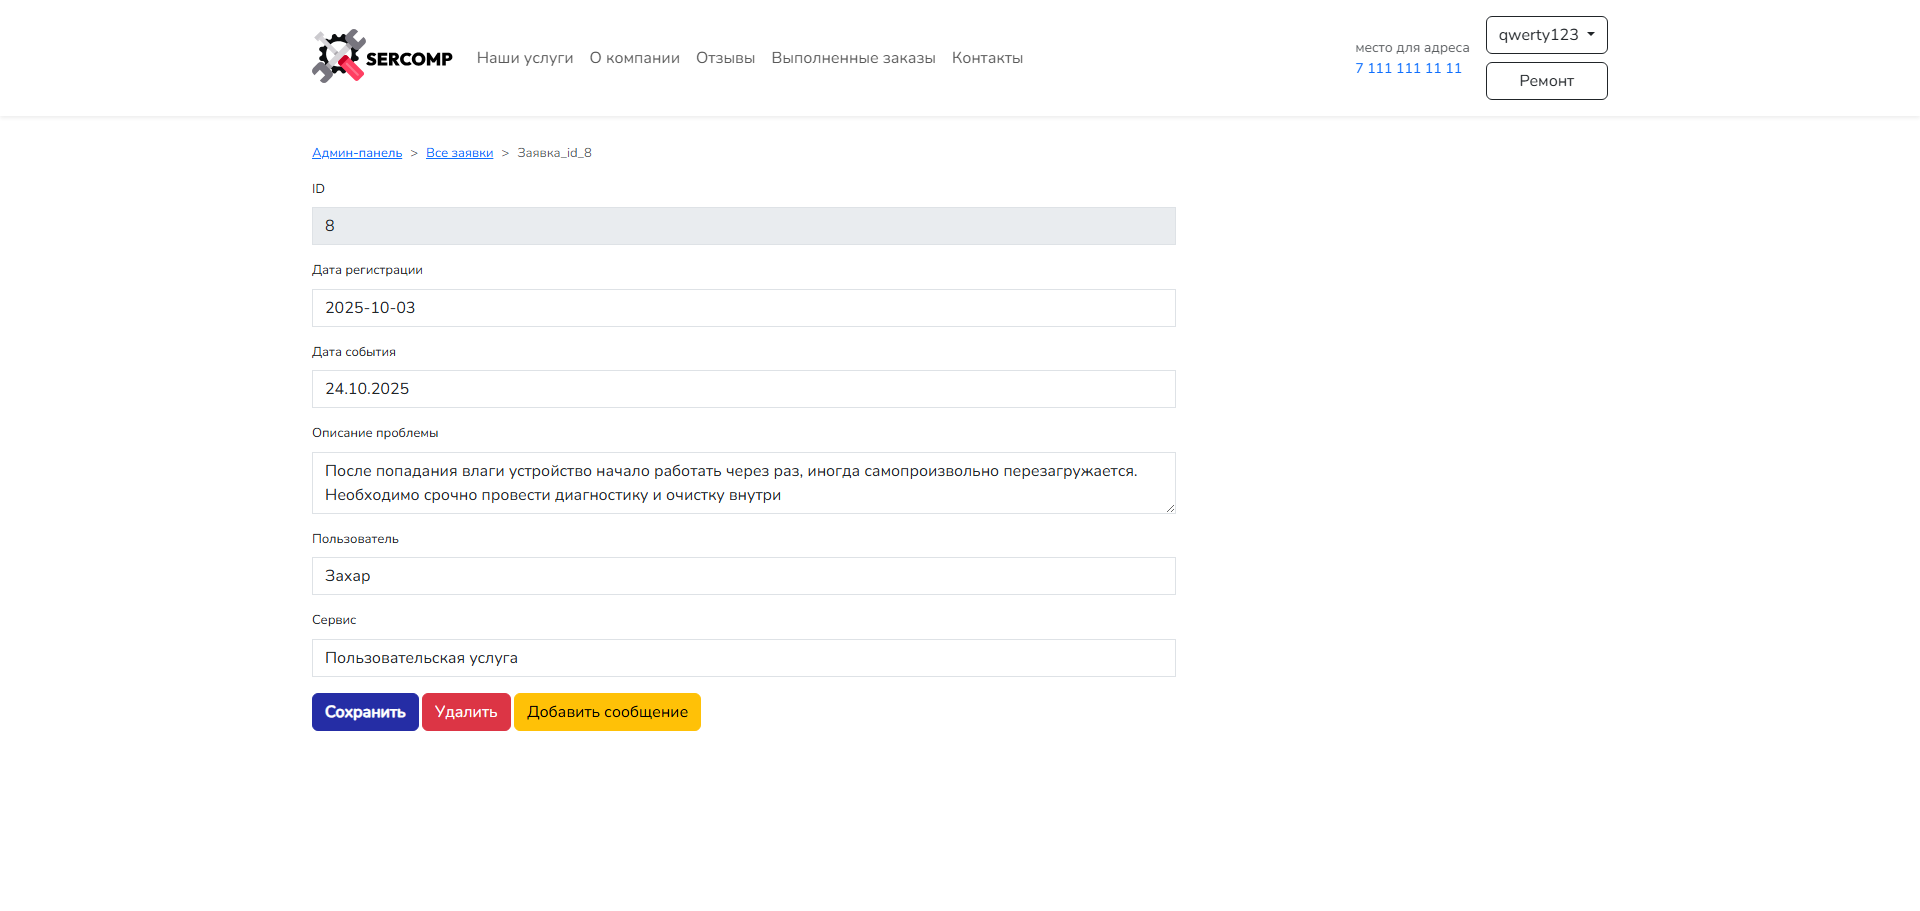 SERCOMP
Наши услуги О компании Отзывы Выполненные заказы Контакты
место для адреса
7 111 111 11 11
qwerty123
Ремонт
Админ-панель > Все заявки > Заявка_id_8
ID
8
Дата регистрации
2025-10-03
Дата события
24.10.2025
Описание проблемы
После попадания влаги устройство начало работать через раз, иногда самопроизвольно перезагружается.
Необходимо срочно провести диагностику и очистку внутри
Пользователь
Захар
Сервис
Пользовательская услуга
Сохранить Удалить Добавить сообщение